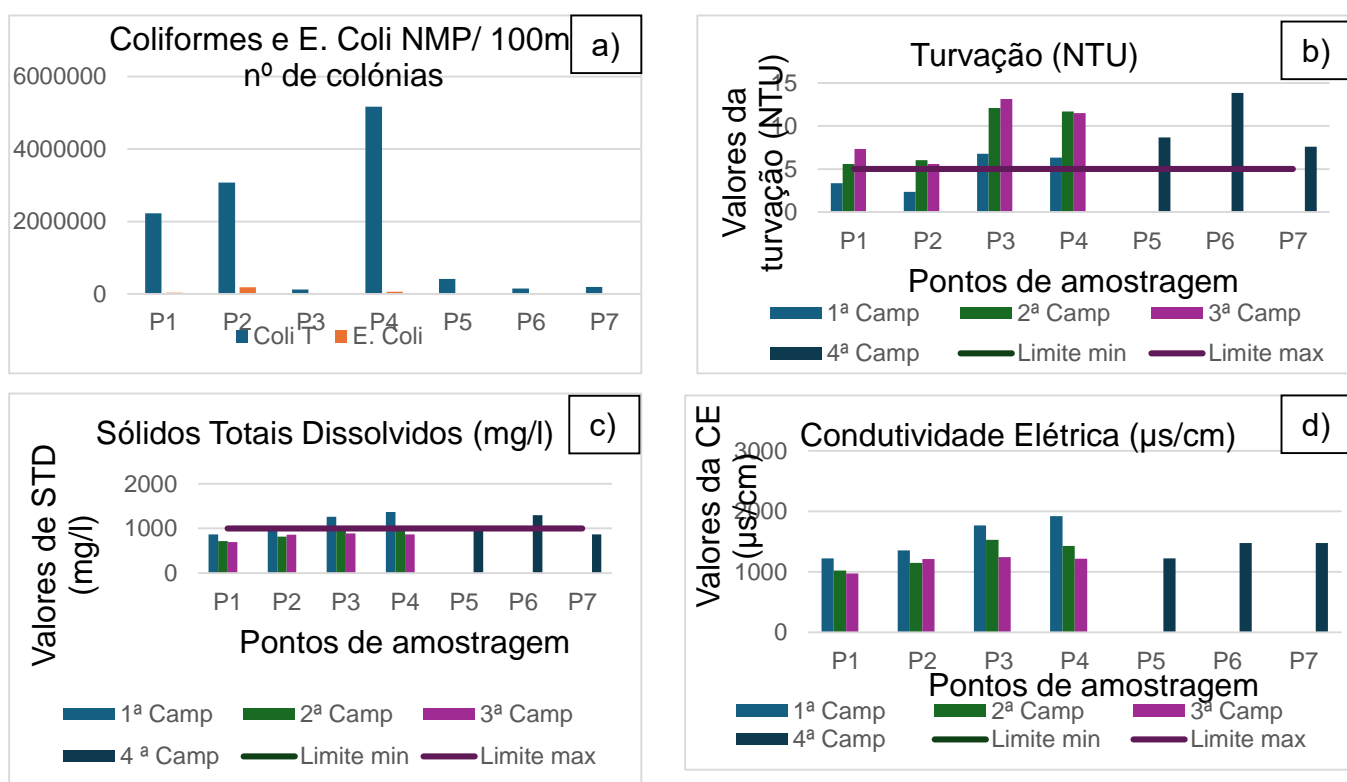 Coliformes e E. Coli NMP/ 100m
nº de colónias
a)
6000000
4000000
2000000
0
P1 P2 P3 P4 P5 P6 P7
Coli T E. Coli
Turvação (NTU)
b)
Valores da
turvação (NTU)
15
10
5
0
P1 P2 P3 P4 P5 P6 P7
Pontos de amostragem
1ª Camp 2ª Camp 3ª Camp
4ª Camp Limite min Limite max
Sólidos Totais Dissolvidos (mg/l)
c)
Valores de STD
(mg/l)
2000
1000
0
P1 P2 P3 P4 P5 P6 P7
Pontos de amostragem
1ª Camp 2ª Camp 3ª Camp
4 ª Camp Limite min Limite max
Condutividade Elétrica (µs/cm)
d)
Valores da CE
(µs/cm)
3000
2000
1000
0
P1 P2 P3 P4 P5 P6 P7
Pontos de amostragem
1ª Camp 2ª Camp 3ª Camp
4ª Camp Limite min Limite max